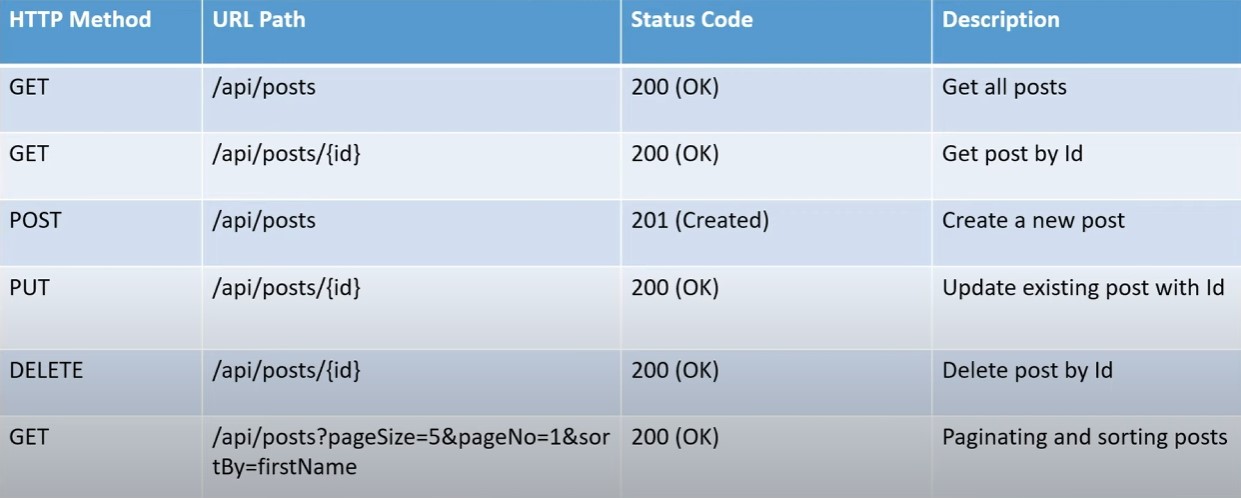 HTTP Method URL Path Status Code Description
GET /api/posts 200 (OK) Get all posts
GET /api/posts/{id} 200 (OK) Get post by Id
POST /api/posts 201 (Created) Create a new post
PUT /api/posts/{id} 200 (OK) Update existing post with Id
DELETE /api/posts/{id} 200 (OK) Delete post by Id
GET /api/posts?pageSize=5&pageNo=1&sor 200 (OK) Paginating and sorting posts
tBy=firstName